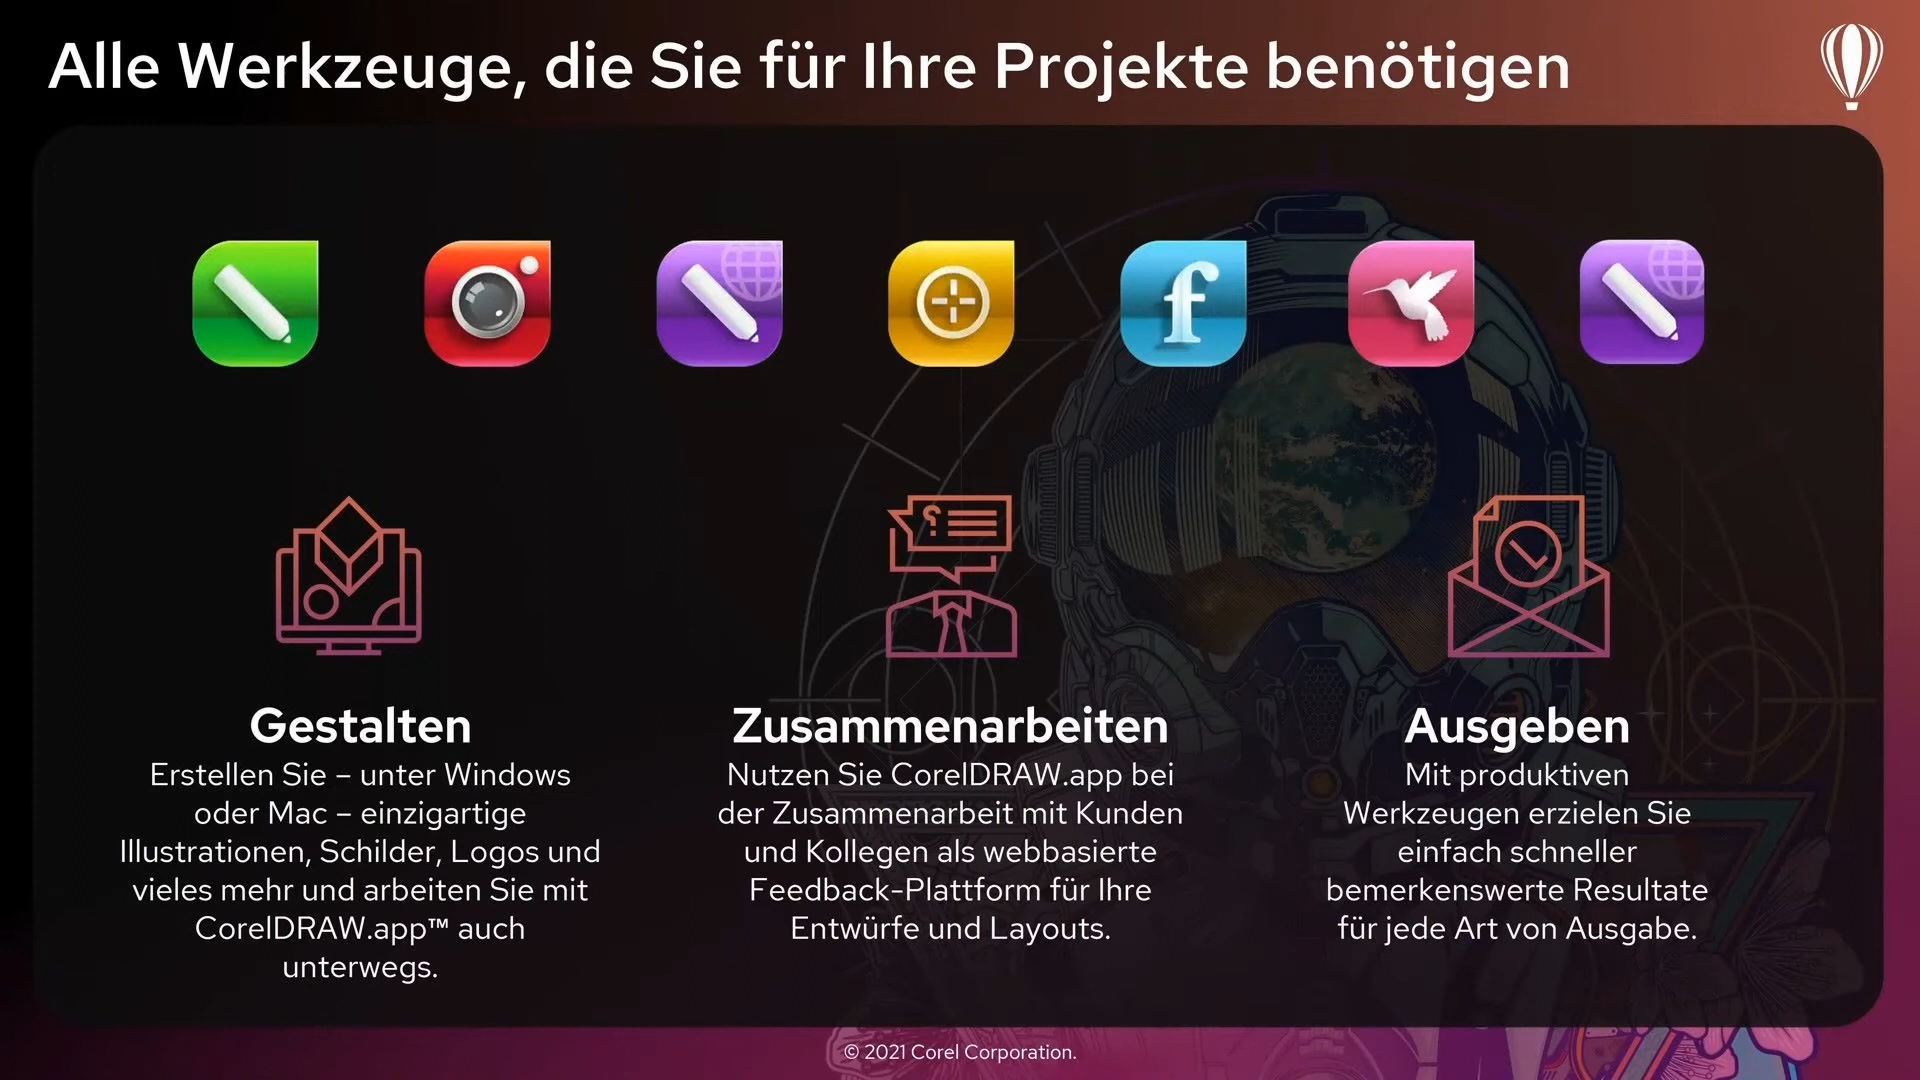 Alle Werkzeuge, die Sie für Ihre Projekte benötigen
Gestalten
Erstellen Sie – unter Windows
oder Mac – einzigartige
Illustrationen, Schilder, Logos und
vieles mehr und arbeiten Sie mit
CorelDRAW.app™ auch
unterwegs.
Zusammenarbeiten
Nutzen Sie CorelDRAW.app bei
der Zusammenarbeit mit Kunden
und Kollegen als webbasierte
Feedback-Plattform für Ihre
Entwürfe und Layouts.
Ausgeben
Mit produktiven
Werkzeugen erzielen Sie
einfach schneller
bemerkenswerte Resultate
für jede Art von Ausgabe.
© 2021 Corel Corporation.